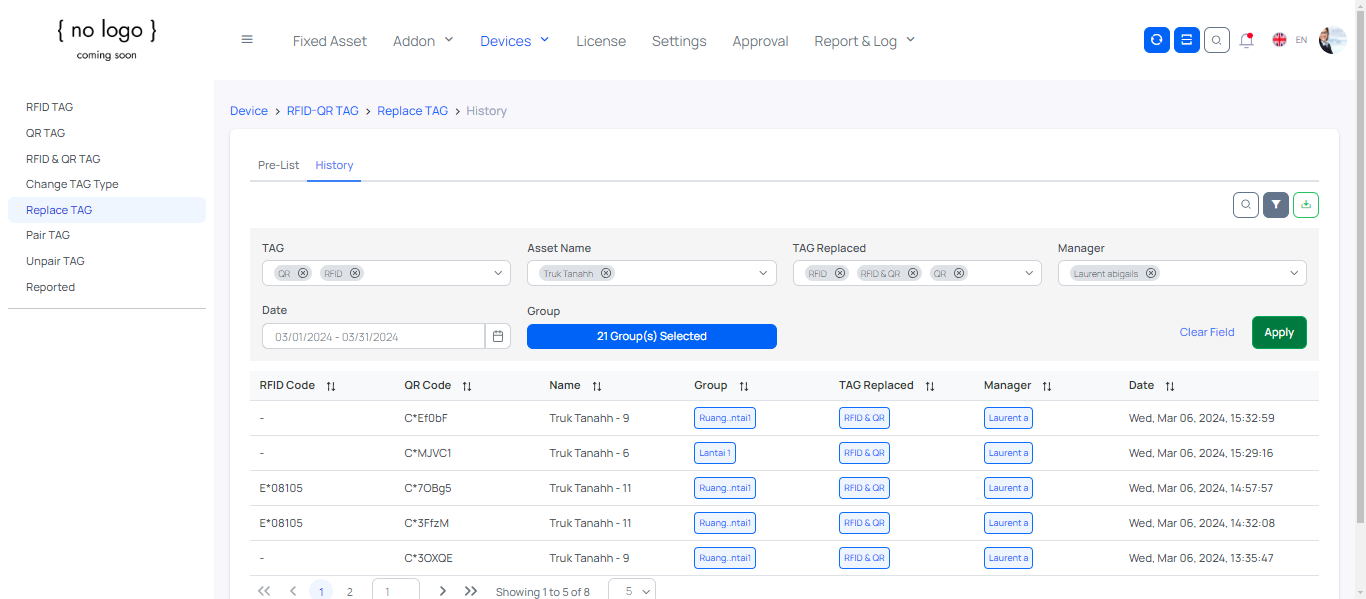 { no logo }
coming soon
Fixed Asset Addon Devices License Settings Approval Report & Log EN
RFID TAG
QR TAG
RFID & QR TAG
Change TAG Type
Replace TAG
Pair TAG
Unpair TAG
Reported
Device > RFID-QR TAG > Replace TAG > History
Pre-List History
TAG Asset Name TAG Replaced Manager
QR RFID Truk Tanahh RFID RFID & QR QR Laurent abigails
Date Group
03/01/2024 - 03/31/2024 21 Group(s) Selected Clear Field Apply
RFID Code QR Code Name Group TAG Replaced Manager Date
- C*Ef0bF Truk Tanahh - 9 Ruang..ntai1 RFID & QR Laurent a Wed, Mar 06, 2024, 15:32:59
- C*MJVC1 Truk Tanahh - 6 Lantai 1 RFID & QR Laurent a Wed, Mar 06, 2024, 15:29:16
E*08105 C*7OBg5 Truk Tanahh - 11 Ruang..ntai1 RFID & QR Laurent a Wed, Mar 06, 2024, 14:57:57
E*08105 C*3FfzM Truk Tanahh - 11 Ruang..ntai1 RFID & QR Laurent a Wed, Mar 06, 2024, 14:32:08
- C*3OXQE Truk Tanahh - 9 Ruang..ntai1 RFID & QR Laurent a Wed, Mar 06, 2024, 13:35:47
1 2 1 Showing 1 to 5 of 8 5